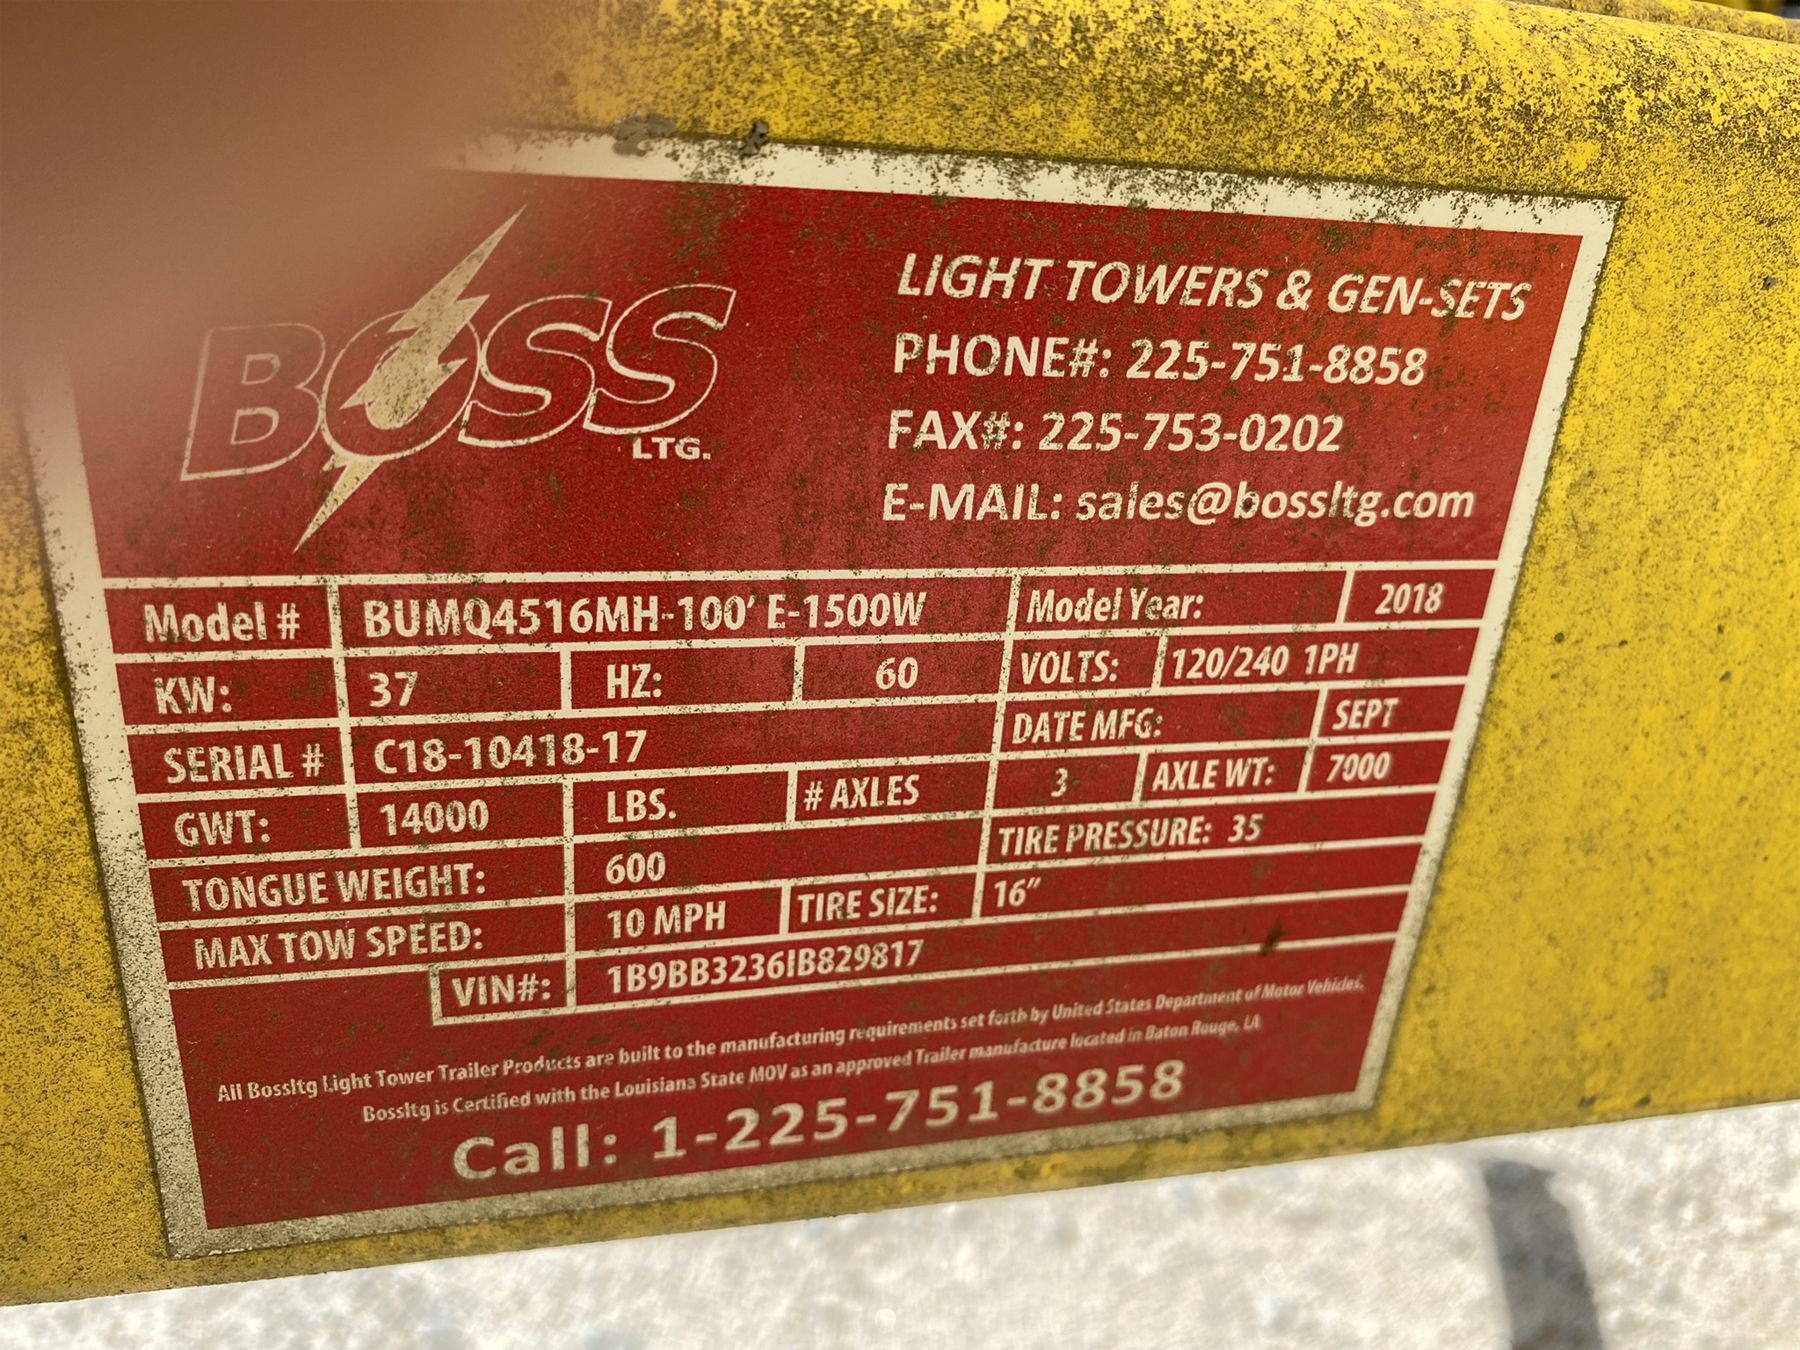 BOSS
LTG.
LIGHT TOWERS & GEN-SETS
PHONE#: 225-751-8858
FAX#: 225-753-0202
E-MAIL: sales@bossltg.com
Model # BUMQ4516MH-100' E-1500W Model Year: 2018
KW: 37 HZ: 60 VOLTS: 120/240 1PH
SERIAL # C18-10418-17 DATE MFG: SEPT
GWT: 14000 LBS. # AXLES 3 AXLE WT: 7000
TONGUE WEIGHT: 600 TIRE PRESSURE: 35
MAX TOW SPEED: 10 MPH TIRE SIZE: 16"
VIN#: 1B9BB3236IB829817
All Bossltg Light Tower Trailer Products are built to the manufacturing requirements set forth by United States Department of Motor Vehicles.
Bossltg is Certified with the Louisiana State MOV as an approved Trailer manufacture located in Baton Rouge, LA
Call: 1-225-751-8858